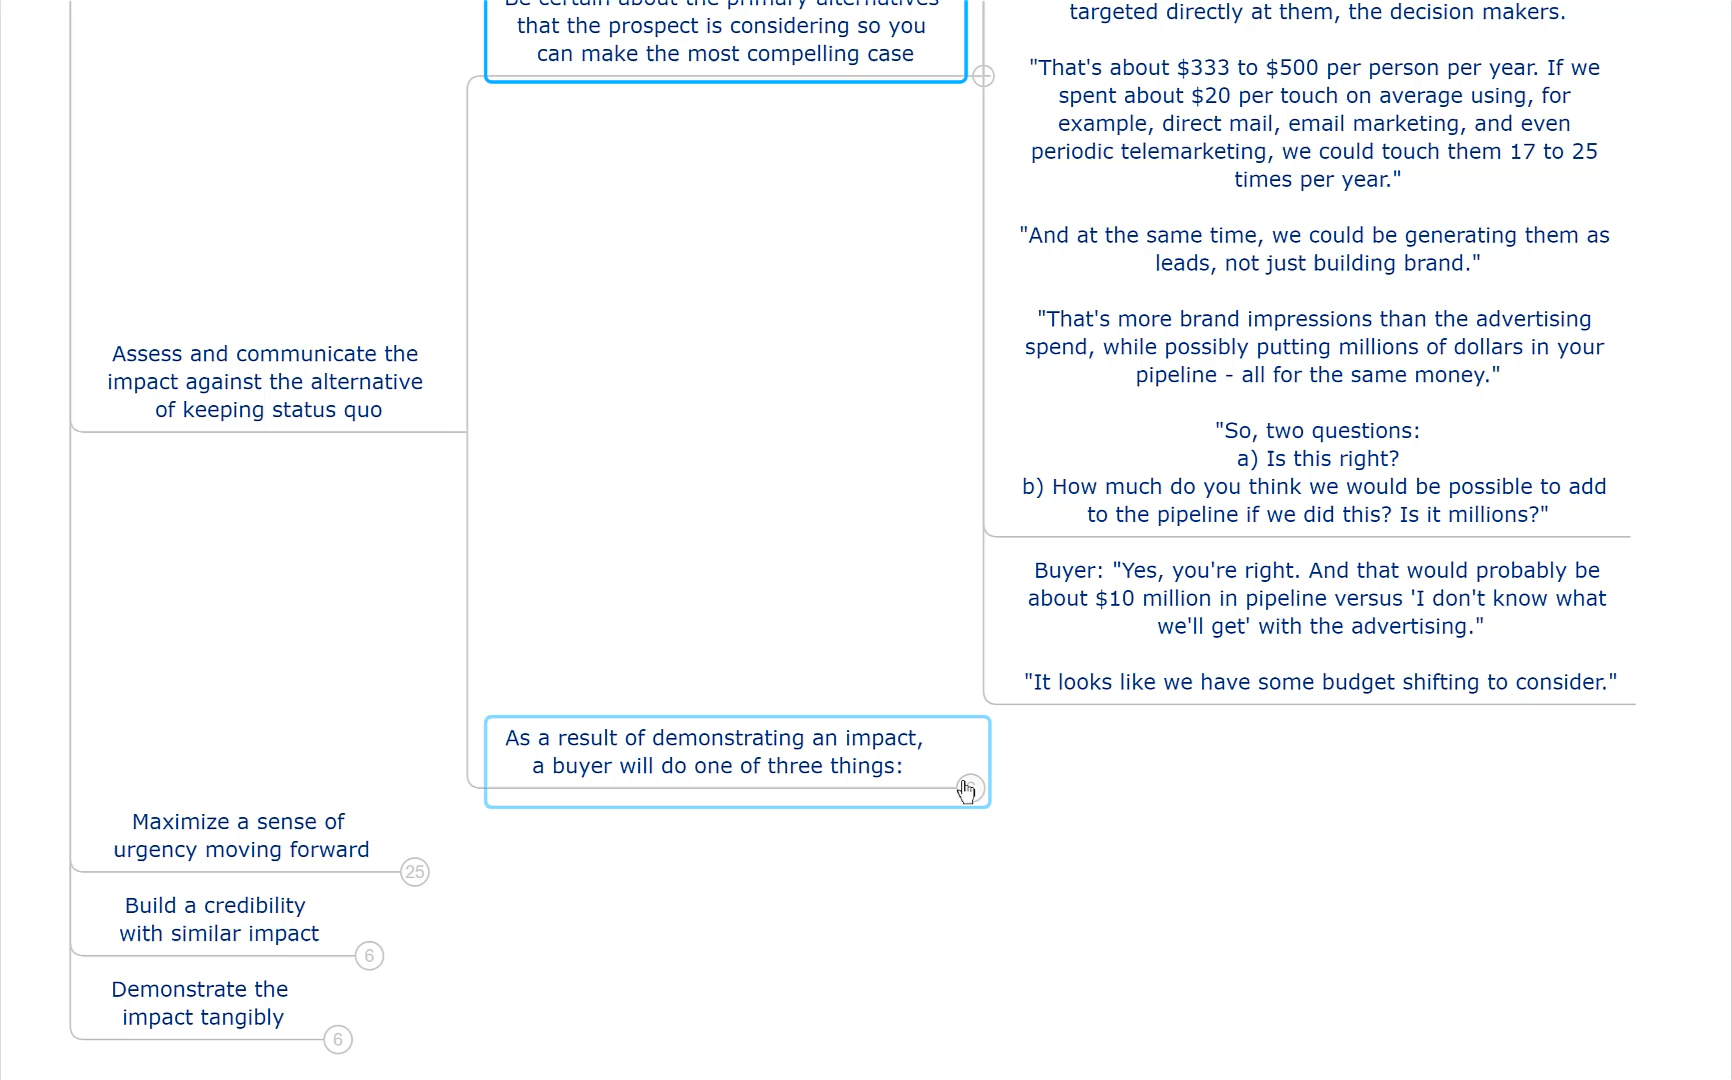 Be certain about the primary alternatives
that the prospect is considering so you
can make the most compelling case
targeted directly at them, the decision makers.
"That's about $333 to $500 per person per year. If we
spent about $20 per touch on average using, for
example, direct mail, email marketing, and even
periodic telemarketing, we could touch them 17 to 25
times per year."
"And at the same time, we could be generating them as
leads, not just building brand."
"That's more brand impressions than the advertising
spend, while possibly putting millions of dollars in your
pipeline - all for the same money."
"So, two questions:
a) Is this right?
b) How much do you think we would be possible to add
to the pipeline if we did this? Is it millions?"
Buyer: "Yes, you're right. And that would probably be
about $10 million in pipeline versus 'I don't know what
we'll get' with the advertising."
"It looks like we have some budget shifting to consider."
Assess and communicate the
impact against the alternative
of keeping status quo
As a result of demonstrating an impact,
a buyer will do one of three things:
Maximize a sense of
urgency moving forward
25
Build a credibility
with similar impact
6
Demonstrate the
impact tangibly
6